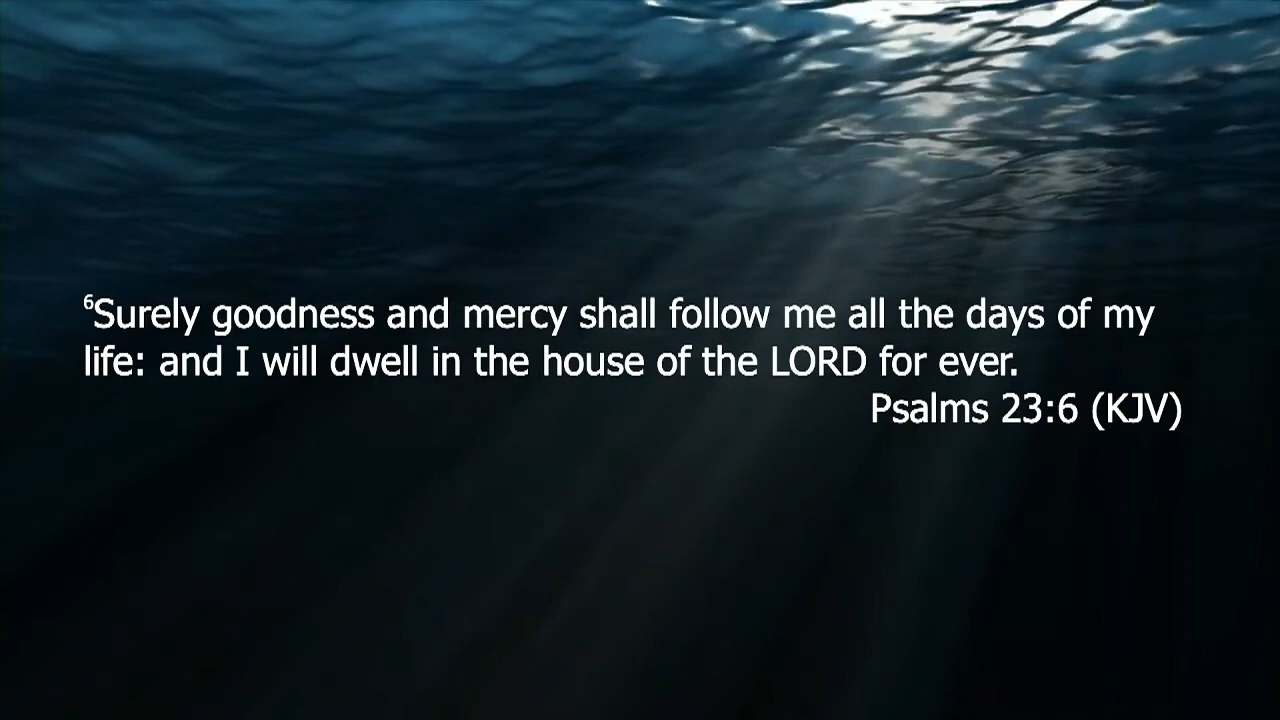 ⁶Surely goodness and mercy shall follow me all the days of my
life: and I will dwell in the house of the LORD for ever.
Psalms 23:6 (KJV)